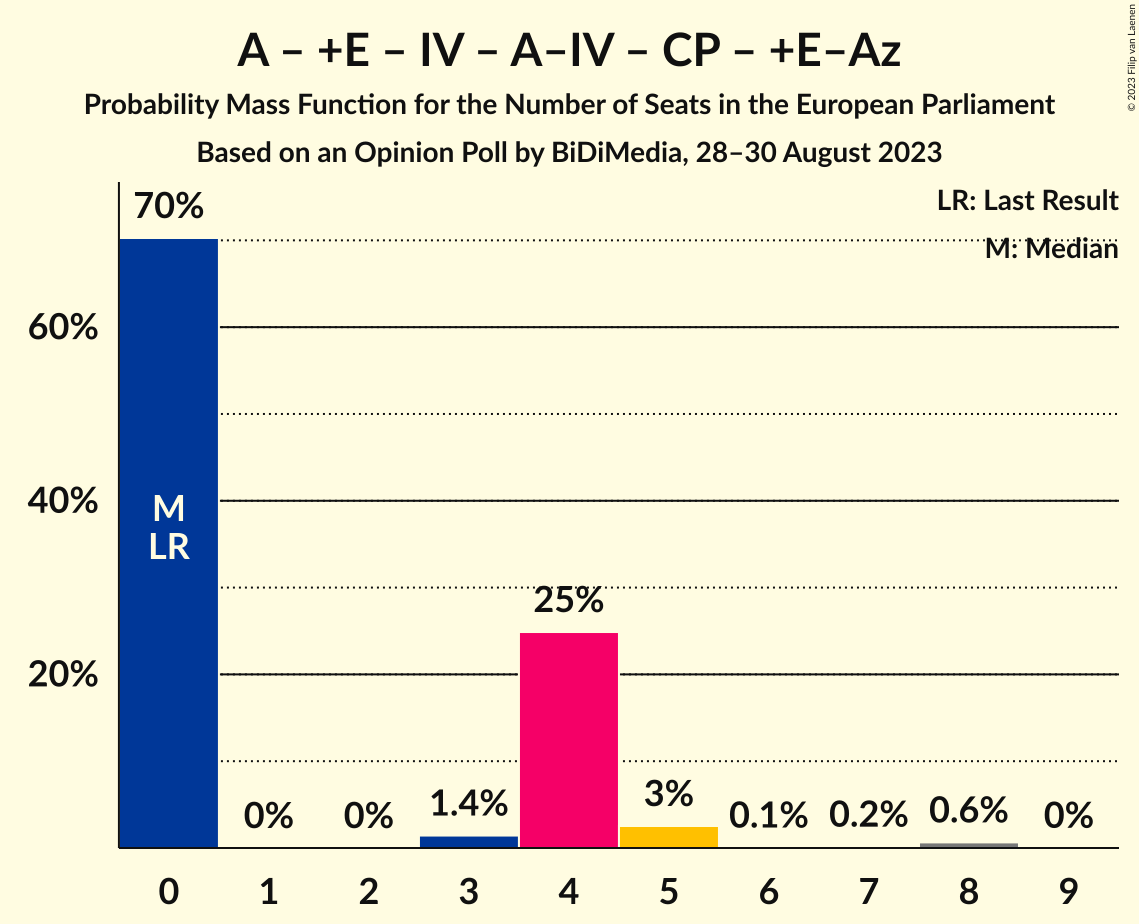 A – +E – IV – A–IV – CP – +E–Az
Probability Mass Function for the Number of Seats in the European Parliament
Based on an Opinion Poll by BiDiMedia, 28–30 August 2023
© 2023 Filip van Laenen
LR: Last Result
M: Median
70%
60%
40%
20%
M
LR
0%
0%
1.4%
25%
3%
0.1%
0.2%
0.6%
0%
0 1 2 3 4 5 6 7 8 9